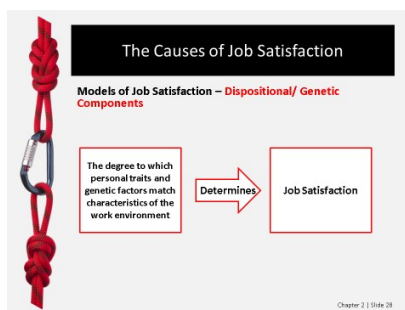 The Causes of Job Satisfaction
Models of Job Satisfaction – Dispositional/ Genetic
Components
The degree to which
personal traits and
genetic factors match
characteristics of the
work environment
Determines
Job Satisfaction
Chapter 2 | Slide 28